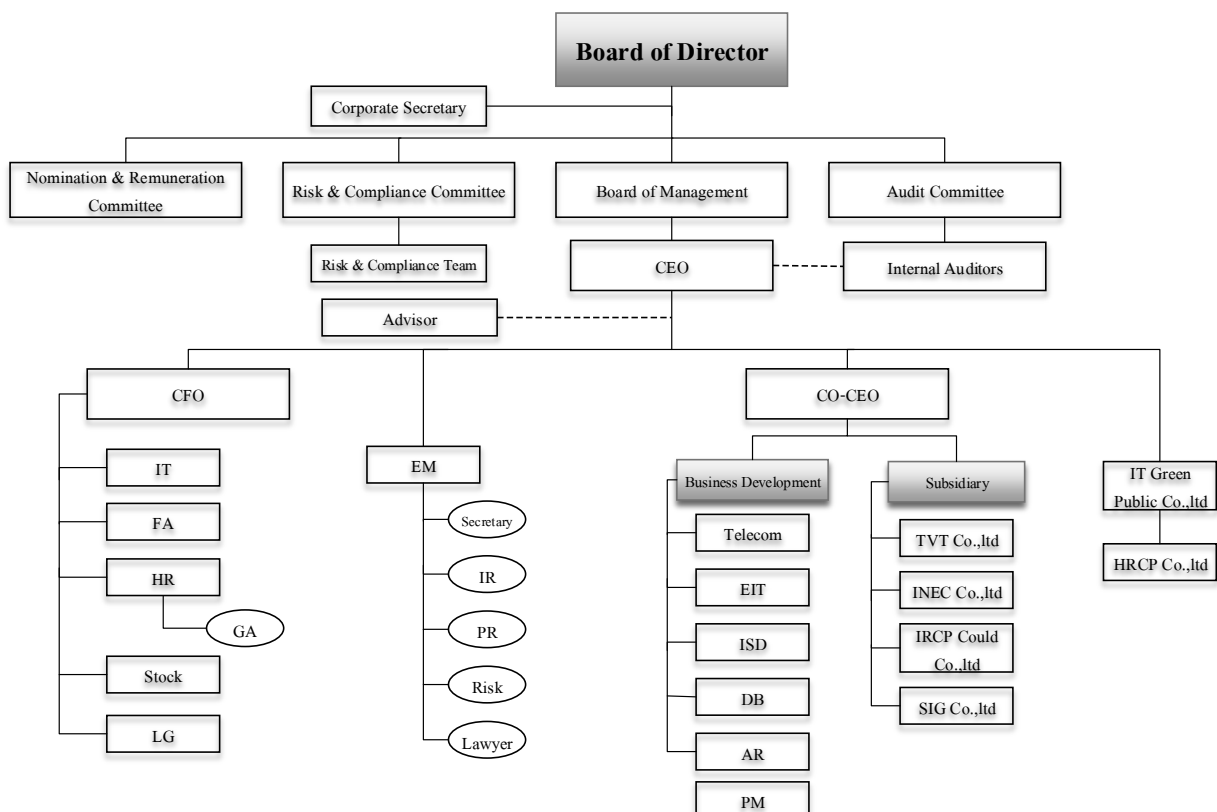 Board of Director
Corporate Secretary
Nomination & Remuneration
Committee
Risk & Compliance Committee
Board of Management
Audit Committee
Risk & Compliance Team
CEO
Internal Auditors
Advisor
CFO
CO-CEO
IT
FA
HR
GA
Stock
LG
EM
Secretary
IR
PR
Risk
Lawyer
Business Development
Telecom
EIT
ISD
DB
AR
PM
Subsidiary
TVT Co.,ltd
INEC Co.,ltd
IRCP Could
Co.,ltd
SIG Co.,ltd
IT Green
Public Co.,ltd
HRCP Co.,ltd